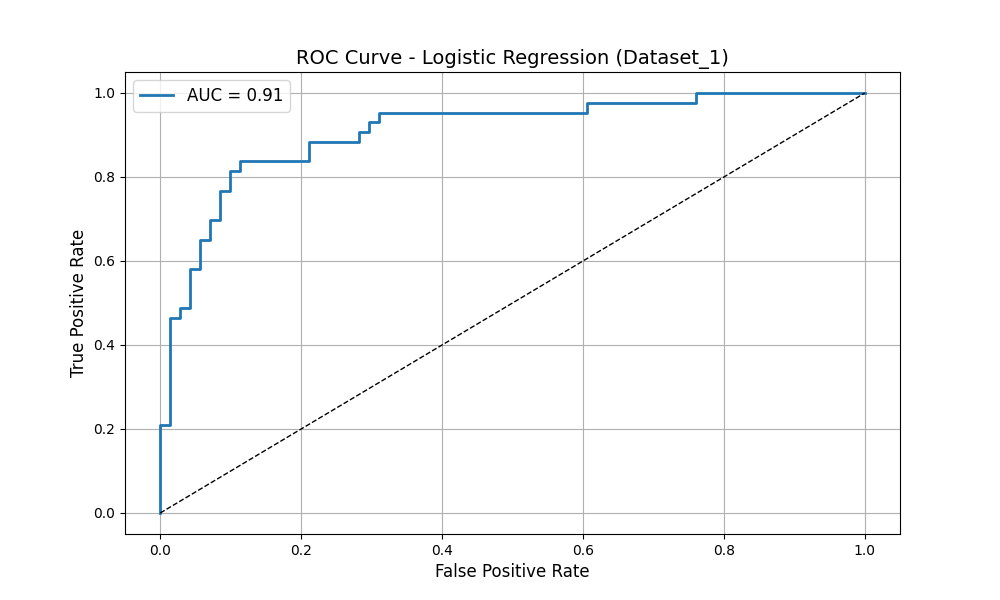 ROC Curve - Logistic Regression (Dataset_1)
AUC = 0.91
True Positive Rate
1.0
0.8
0.6
0.4
0.2
0.0
0.0 0.2 0.4 0.6 0.8 1.0
False Positive Rate